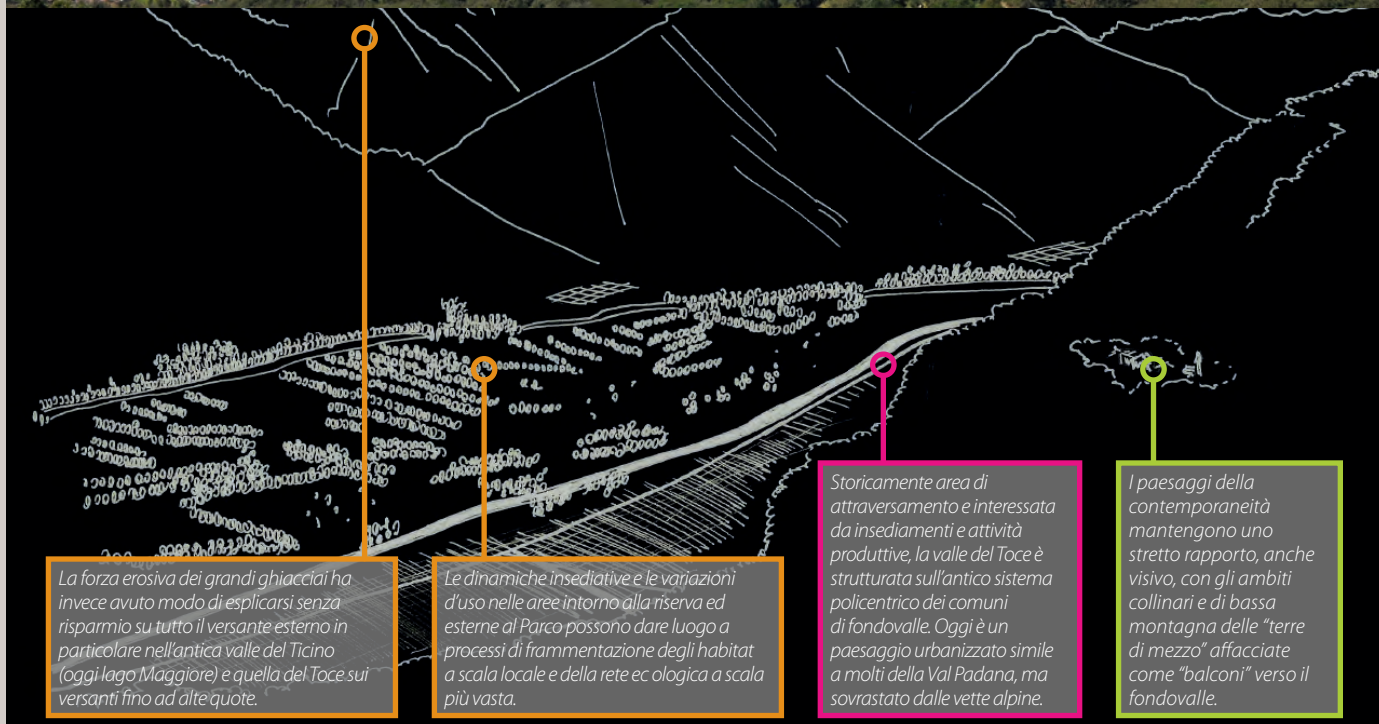 La forza erosiva dei grandi ghiacciai ha
invece avuto modo di esplicarsi senza
risparmio su tutto il versante esterno in
particolare nell'antica valle del Ticino
(oggi lago Maggiore) e quella del Toce sui
versanti fino ad alte quote.
Le dinamiche insediative e le variazioni
d'uso nelle aree intorno alla riserva ed
esterne al Parco possono dare luogo a
processi di frammentazione degli habitat
a scala locale e della rete ec ologica a scala
più vasta.
Storicamente area di
attraversamento e interessata
da insediamenti e attività
produttive, la valle del Toce è
strutturata sull'antico sistema
policentrico dei comuni
di fondovalle. Oggi è un
paesaggio urbanizzato simile
a molti della Val Padana, ma
sovrastato dalle vette alpine.
I paesaggi della
contemporaneità
mantengono uno
stretto rapporto, anche
visivo, con gli ambiti
collinari e di bassa
montagna delle "terre
di mezzo" affacciate
come "balconi" verso il
fondovalle.